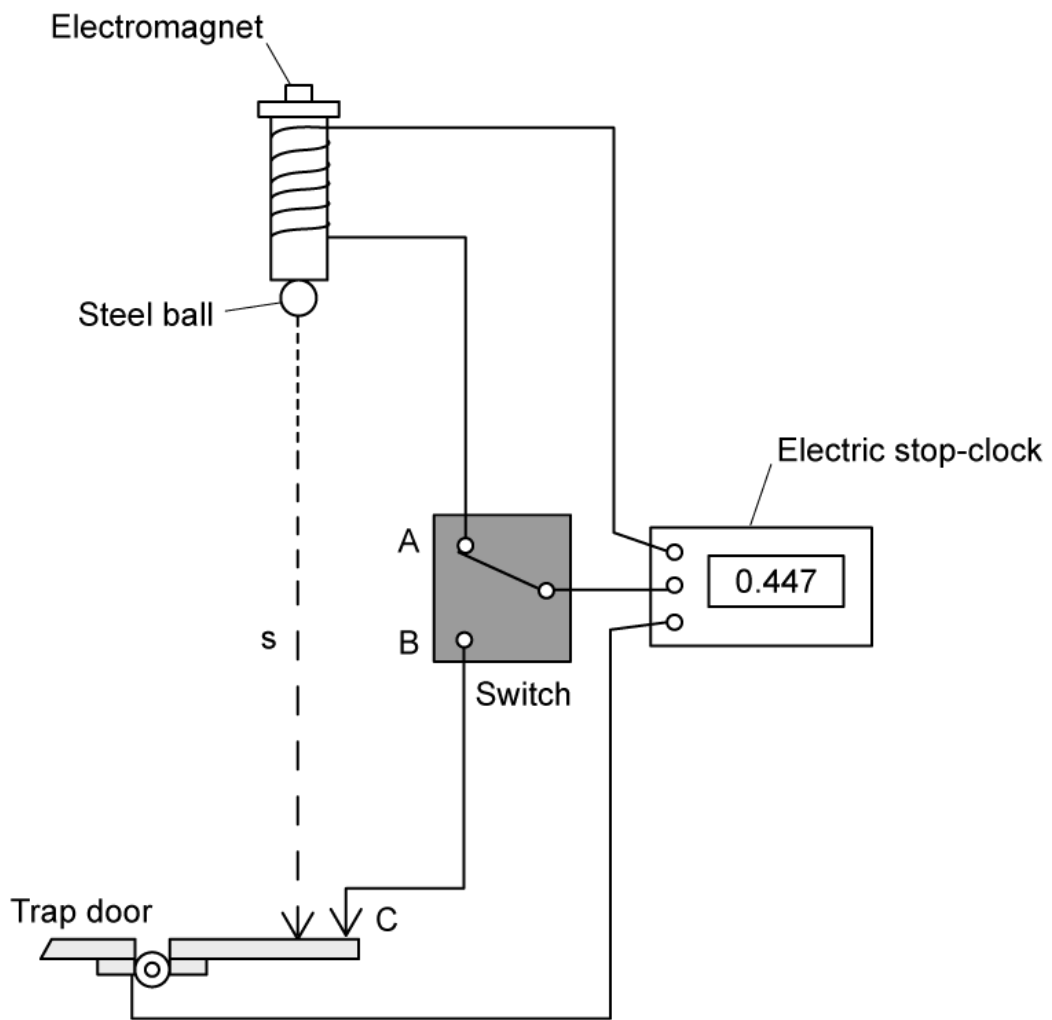 Electromagnet
Steel ball
Electric stop-clock
A
0.447
s
B
Switch
Trap door
C